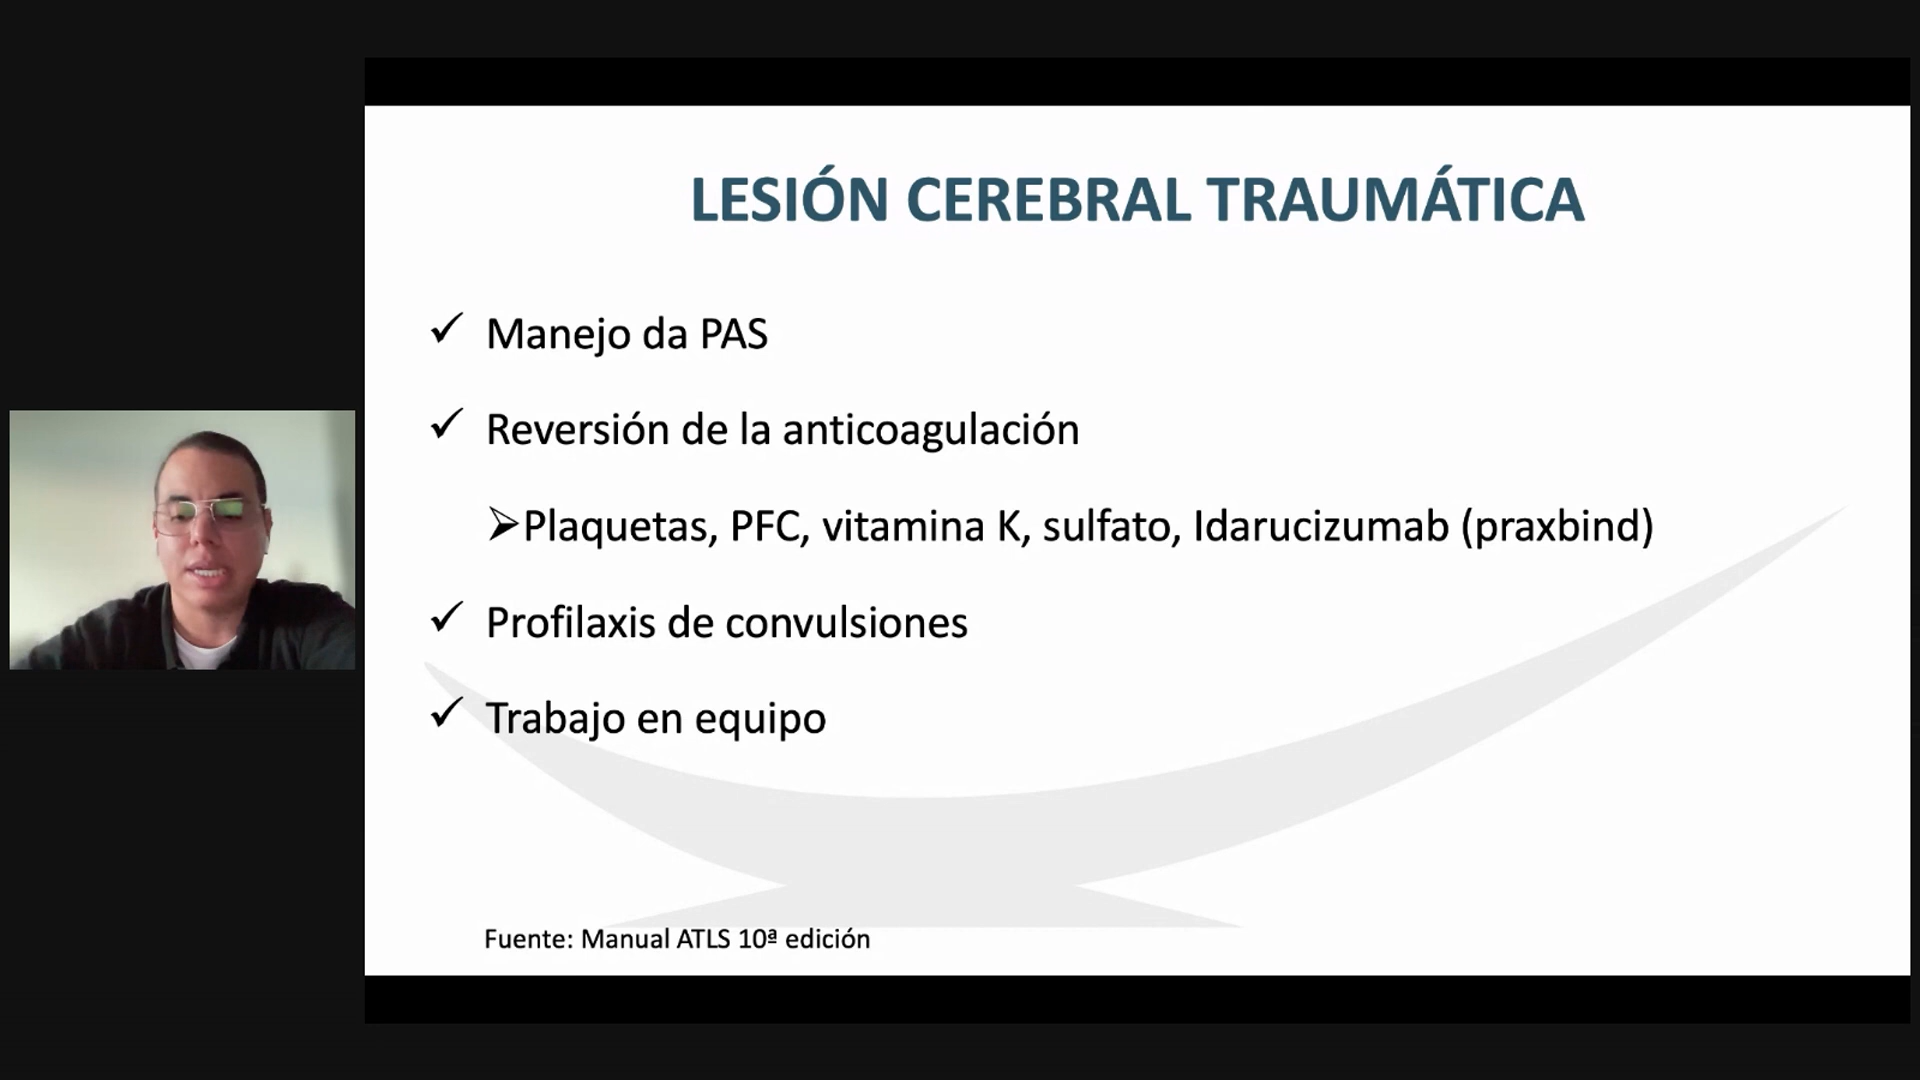 LESIÓN CEREBRAL TRAUMÁTICA
Manejo da PAS
Reversión de la anticoagulación
Plaquetas, PFC, vitamina K, sulfato, Idarucizumab (praxbind)
Profilaxis de convulsiones
Trabajo en equipo
Fuente: Manual ATLS 10ª edición